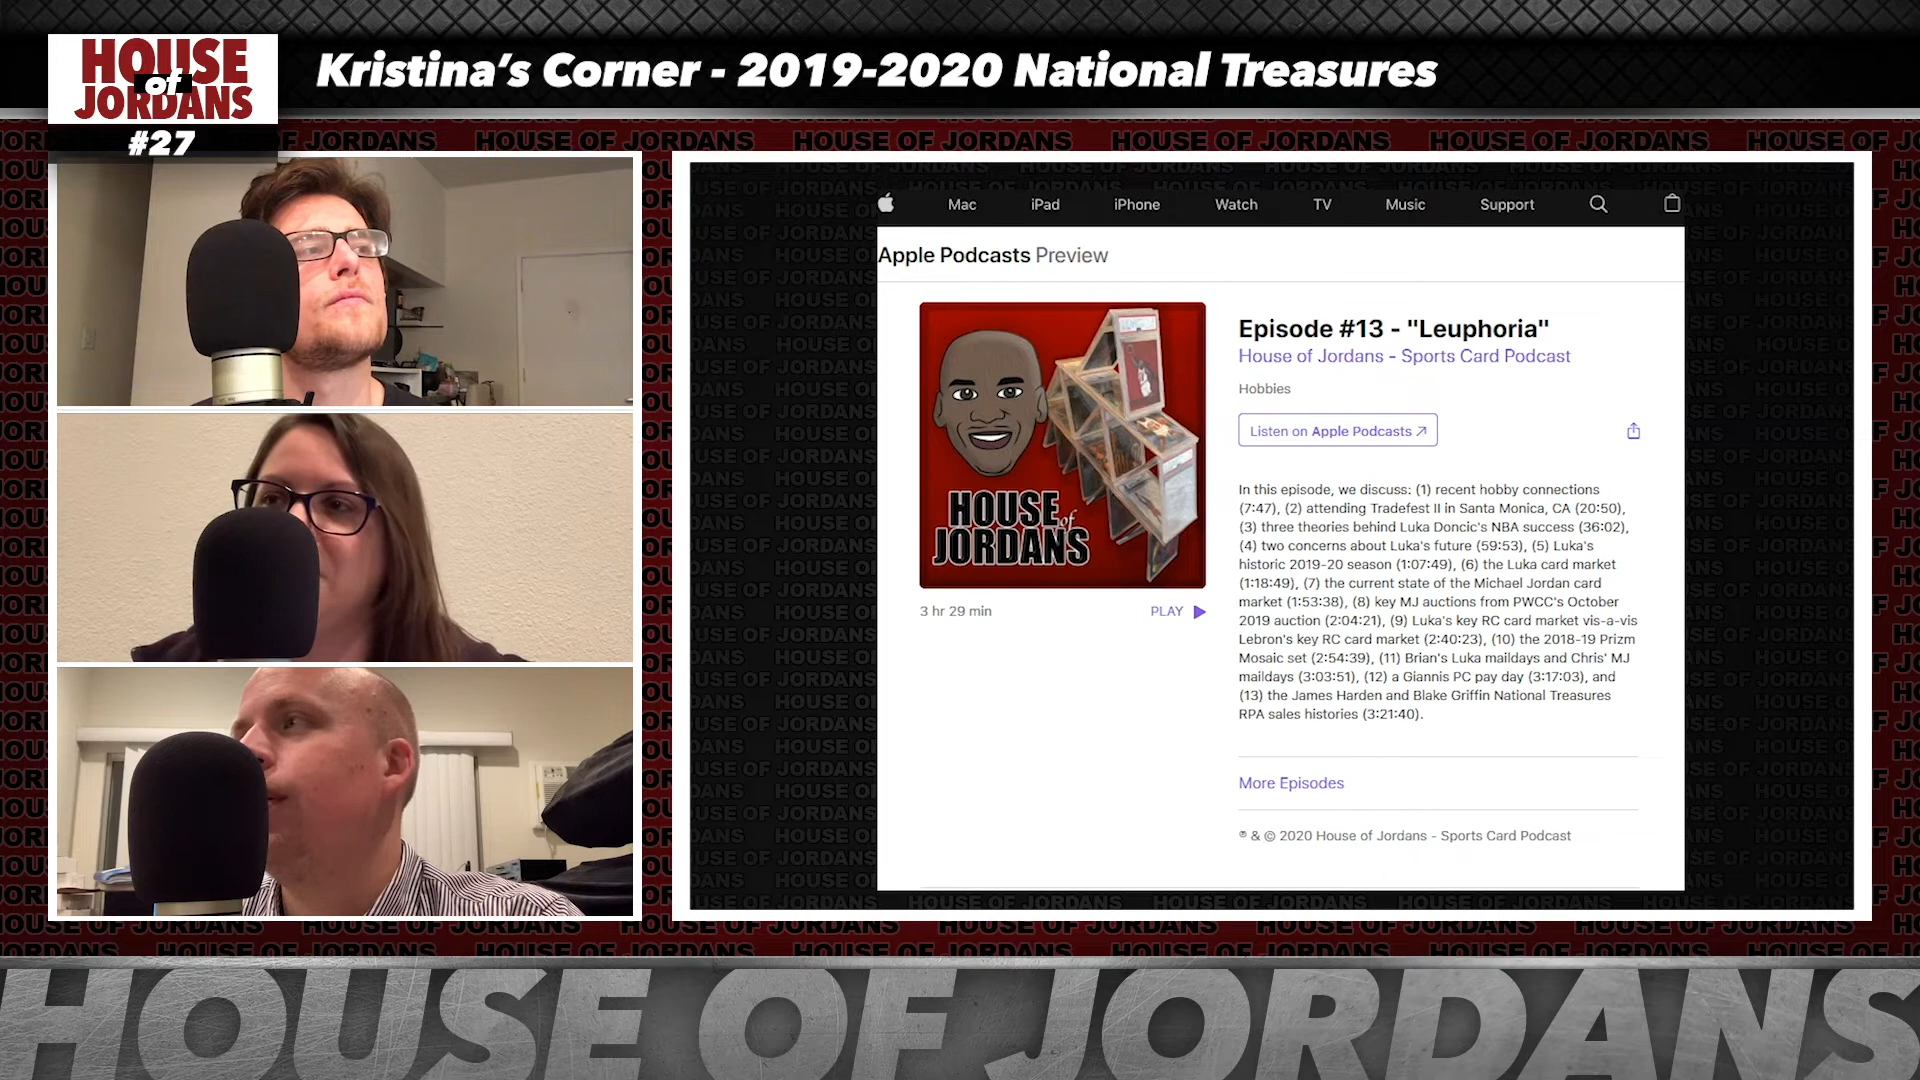 HOUSE
of
JORDANS
#27
Kristina's Corner - 2019-2020 National Treasures
Mac iPad iPhone Watch TV Music Support
Apple Podcasts Preview
HOUSE
of
JORDANS
3 hr 29 min PLAY
Episode #13 - "Leuphoria"
House of Jordans - Sports Card Podcast
Hobbies
Listen on Apple Podcasts ↗
In this episode, we discuss: (1) recent hobby connections
(7:47), (2) attending Tradefest II in Santa Monica, CA (20:50),
(3) three theories behind Luka Doncic's NBA success (36:02),
(4) two concerns about Luka's future (59:53), (5) Luka's
historic 2019-20 season (1:07:49), (6) the Luka card market
(1:18:49), (7) the current state of the Michael Jordan card
market (1:53:38), (8) key MJ auctions from PWCC's October
2019 auction (2:04:21), (9) Luka's key RC card market vis-a-vis
Lebron's key RC card market (2:40:23), (10) the 2018-19 Prizm
Mosaic set (2:54:39), (11) Brian's Luka maildays and Chris' MJ
maildays (3:03:51), (12) a Giannis PC pay day (3:17:03), and
(13) the James Harden and Blake Griffin National Treasures
RPA sales histories (3:21:40).
More Episodes
℗ & © 2020 House of Jordans - Sports Card Podcast
HOUSE OF JORDANS